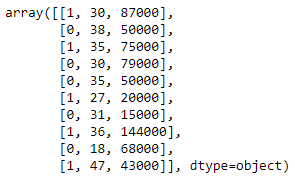 array([[1, 30, 87000],
[0, 38, 50000],
[1, 35, 75000],
[0, 30, 79000],
[0, 35, 50000],
[1, 27, 20000],
[0, 31, 15000],
[1, 36, 144000],
[0, 18, 68000],
[1, 47, 43000]], dtype=object)